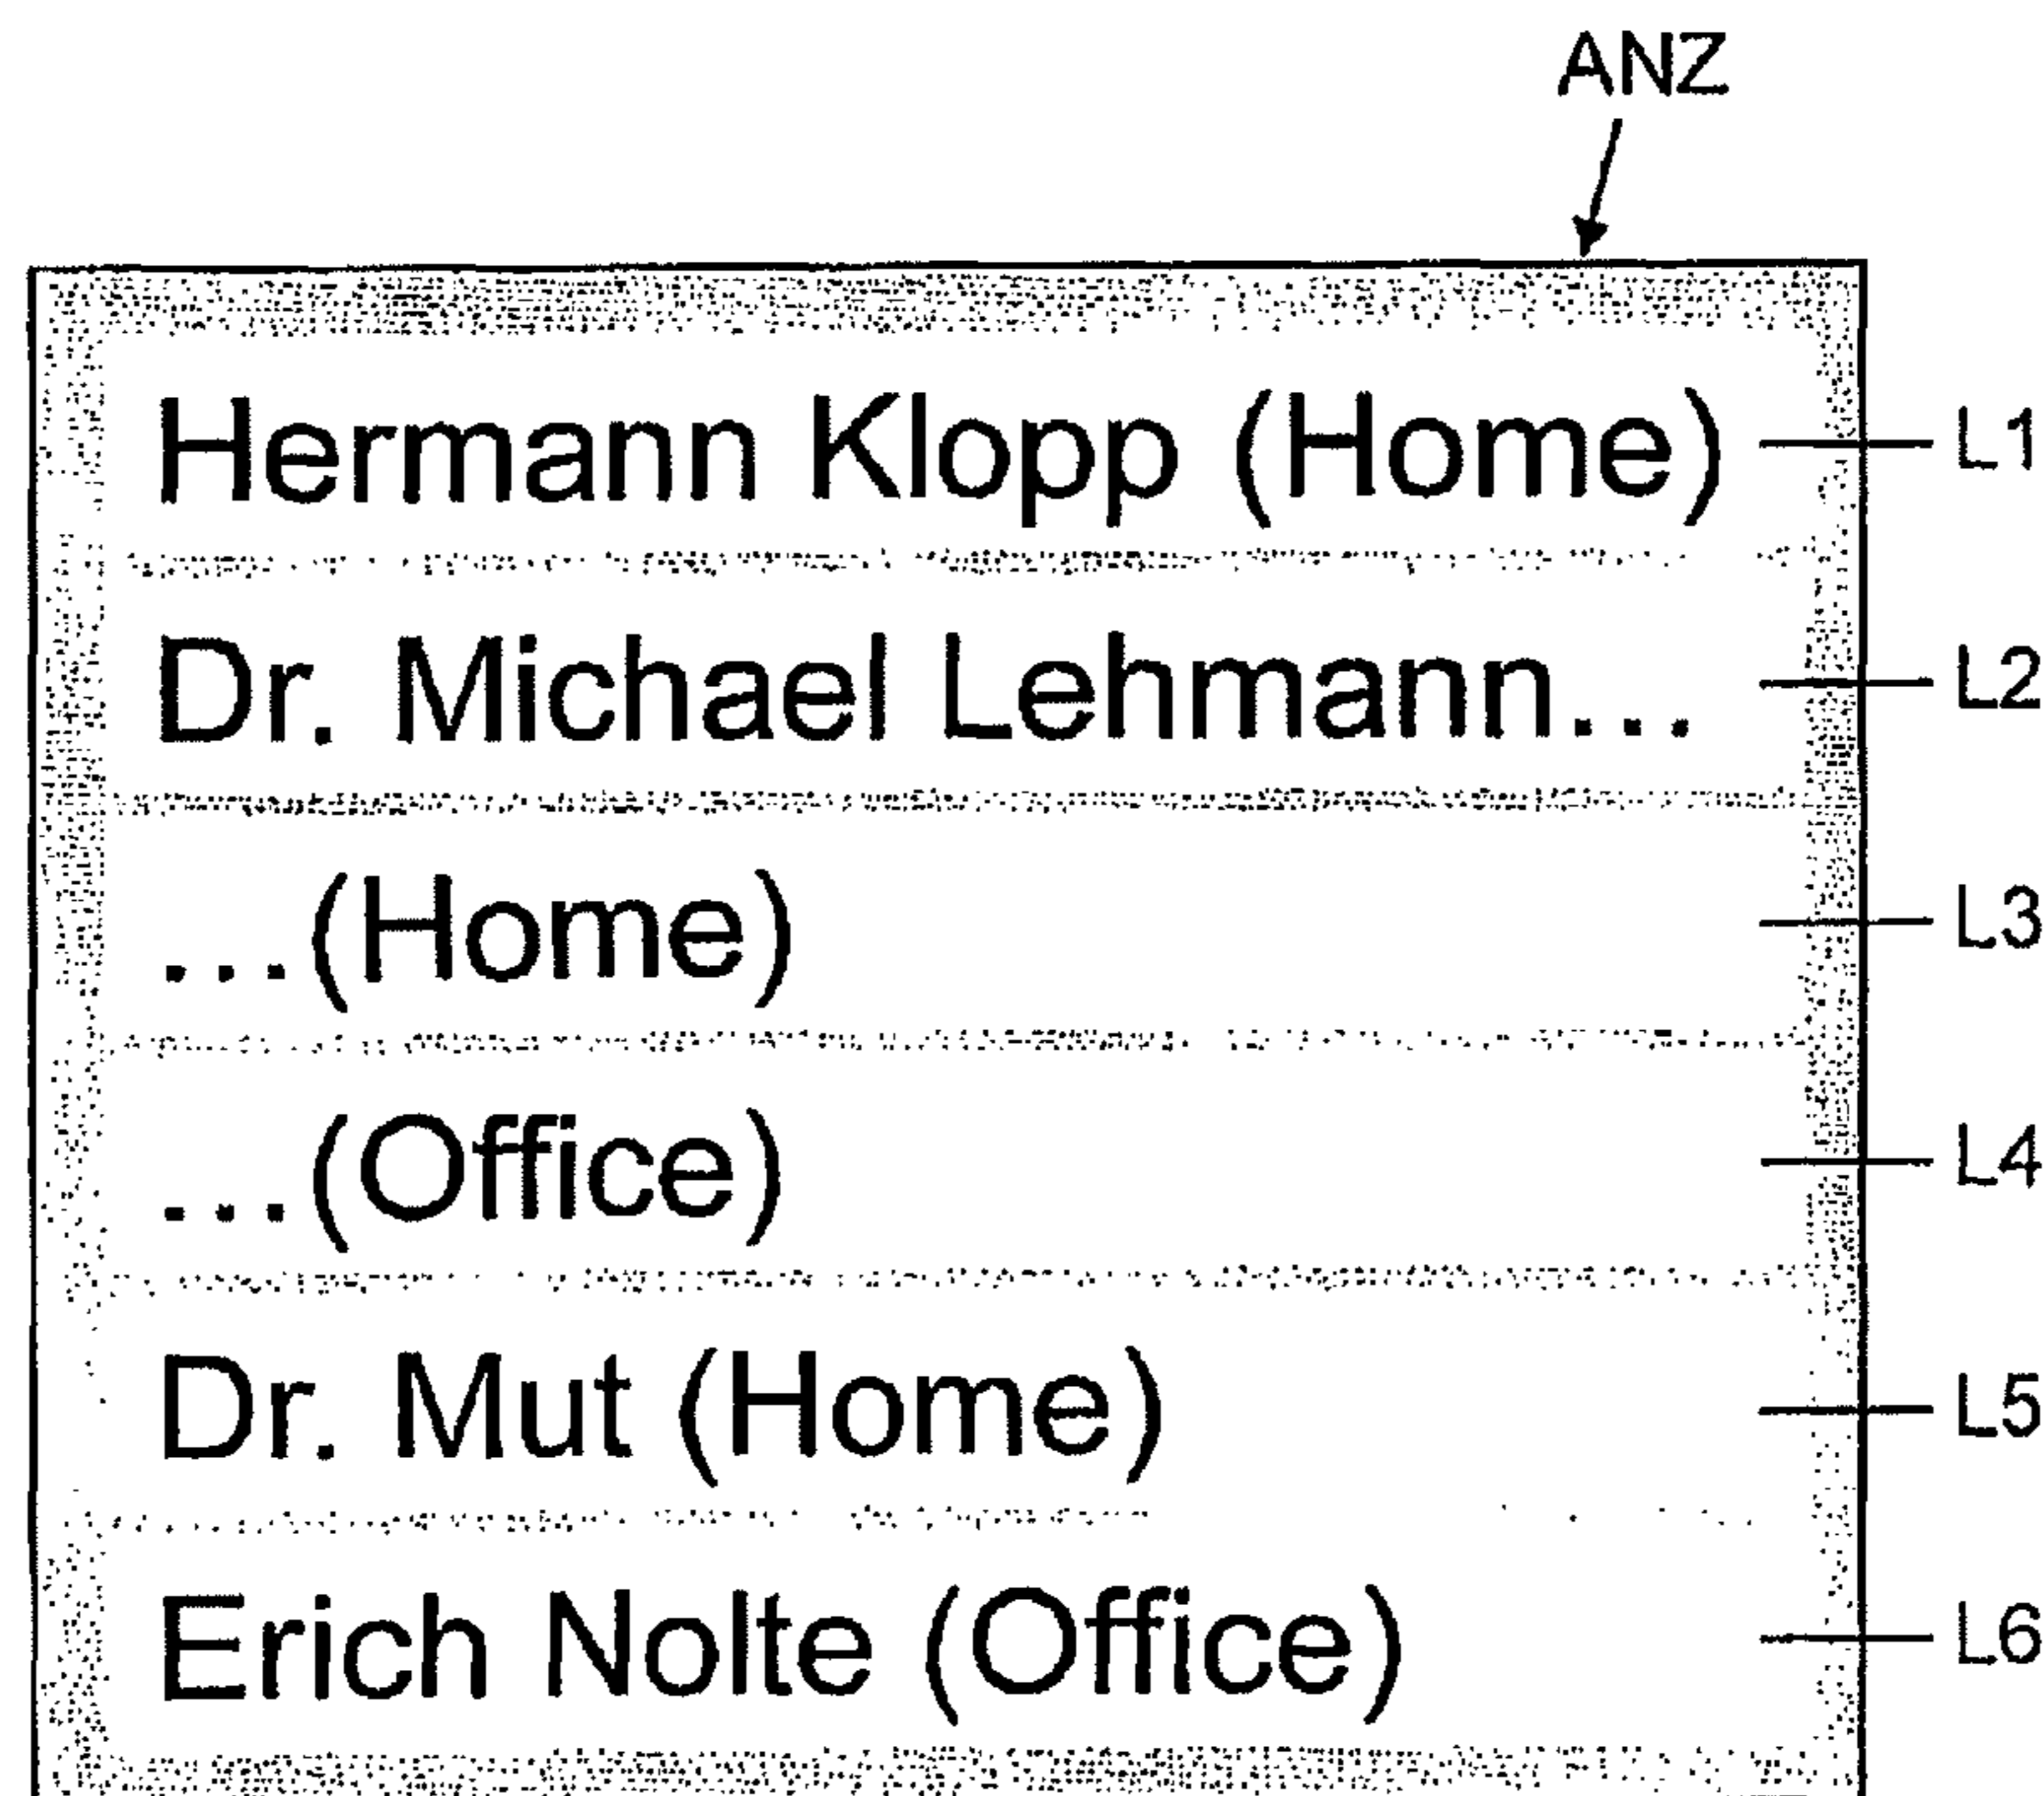 ANZ
Hermann Klopp (Home) L1
Dr. Michael Lehmann... L2
...(Home) L3
...(Office) L4
Dr. Mut (Home) L5
Erich Nolte (Office) L6